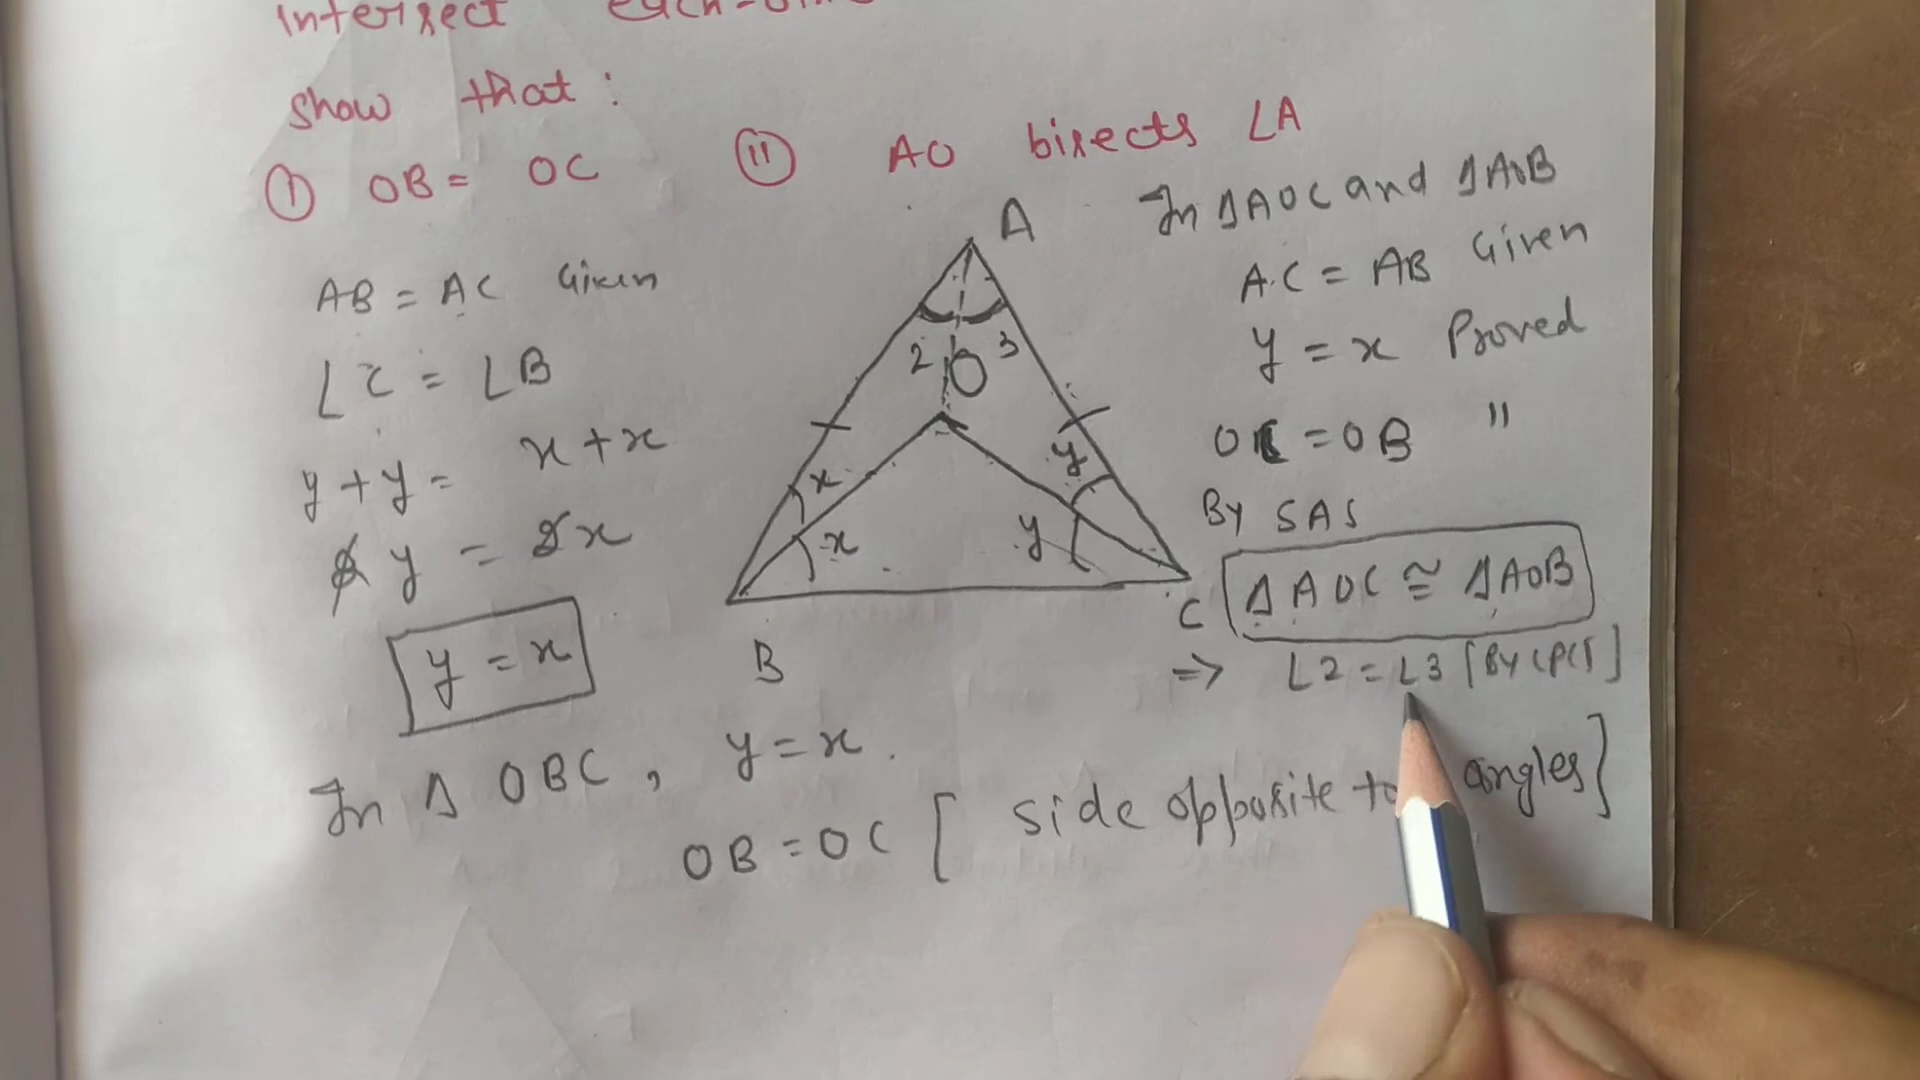 Intersect each-
Show that :
(I) OB = OC (II) AO bisects ∠A
AB = AC Given
∠C = ∠B
y + y = x + x
2y = 2x
y = x
In Δ OBC, y = x.
OB = OC [ side opposite to angles]
A
2 O 3
x y
x y
B C
In ΔAOC and ΔAOB
AC = AB Given
y = x Proved
OC = OB "
By SAS
ΔAOC ≅ ΔAOB
⇒ ∠2 = ∠3 [By CPCT]